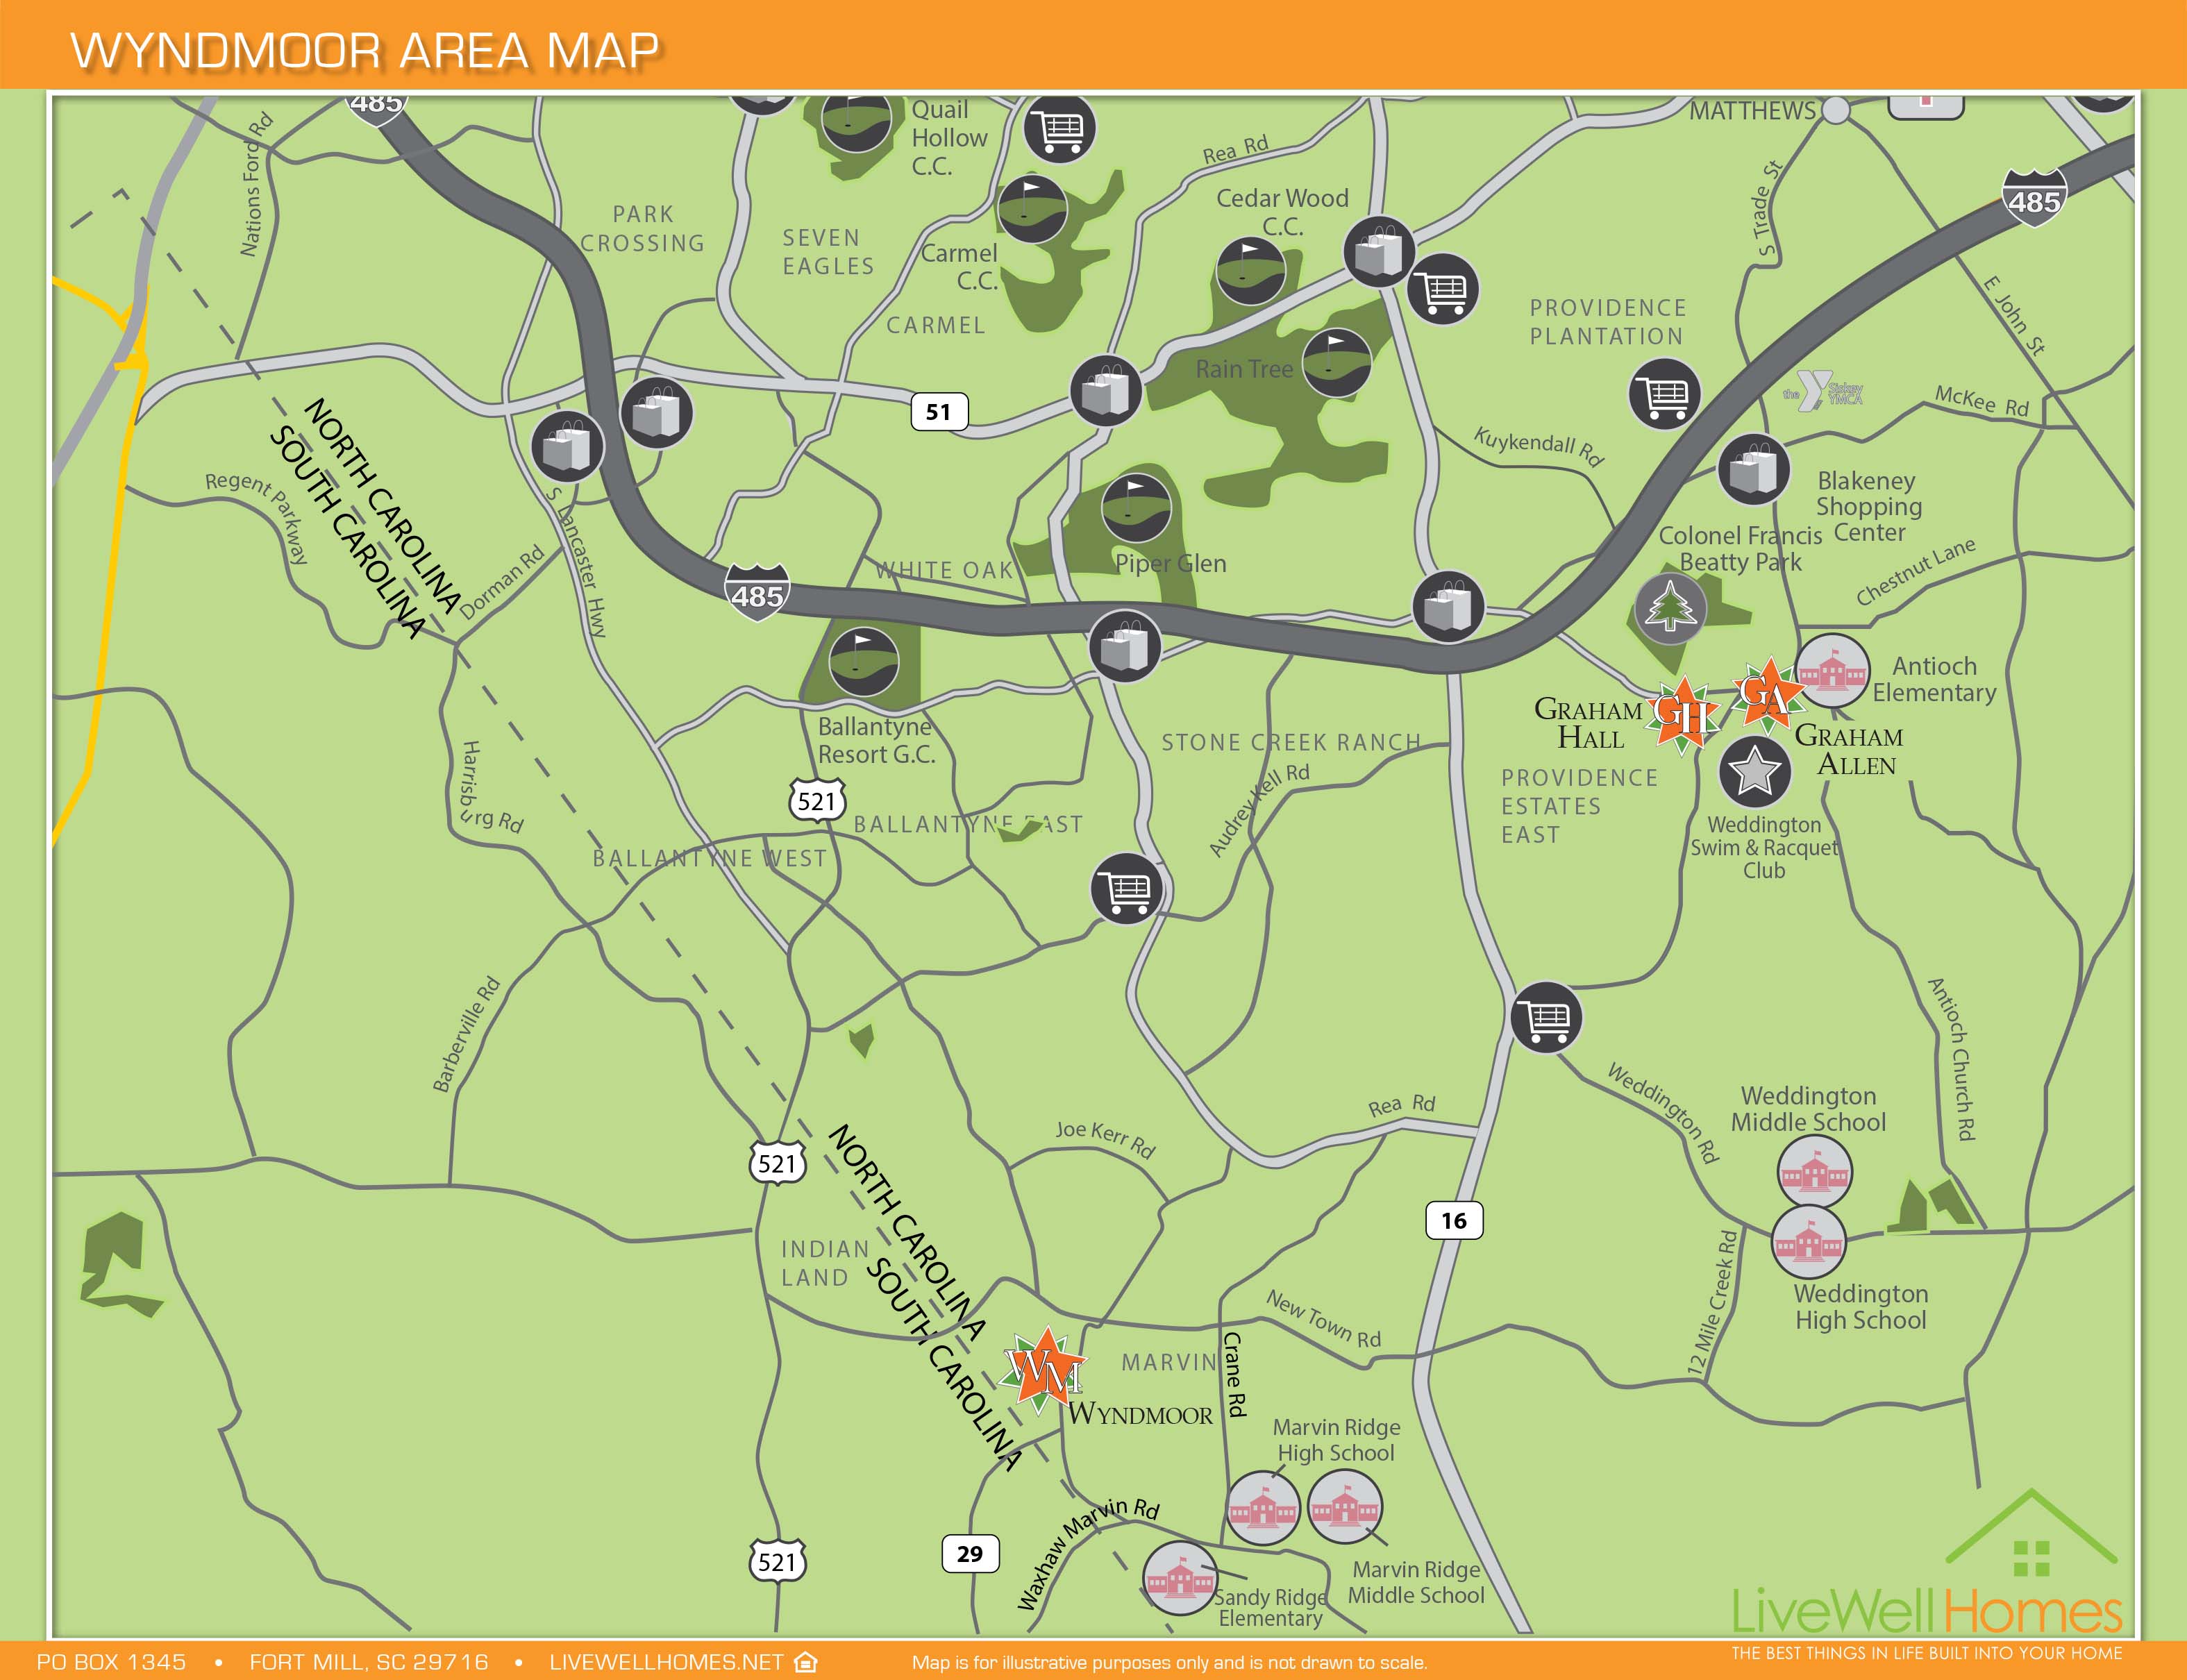 WYNDMOOR AREA MAP
485
Quail
Hollow
C.C.
MATTHEWS
Nations Ford Rd
Rea Rd
S Trade St
485
PARK
CROSSING
SEVEN
EAGLES
Carmel
C.C.
Cedar Wood
C.C.
CARMEL
PROVIDENCE
PLANTATION
E John St
Rain Tree
the
Siskey
YMCA
McKee Rd
51
NORTH CAROLINA
SOUTH CAROLINA
Regent Parkway
Kuykendall Rd
Blakeney
Shopping
Center
S Lancaster Hwy
Dorman Rd
485
WHITE OAK
Piper Glen
Colonel Francis
Beatty Park
Chestnut Lane
Antioch
Elementary
GH
GA
GRAHAM
HALL
GRAHAM
ALLEN
Ballantyne
Resort G.C.
STONE CREEK RANCH
Harrisburg Rd
521
BALLANTYNE EAST
Audrey Kell Rd
PROVIDENCE
ESTATES
EAST
Weddington
Swim & Racquet
Club
BALLANTYNE WEST
Barberville Rd
Antioch Church Rd
Weddington Rd
Weddington
Middle School
Rea Rd
Joe Kerr Rd
521
NORTH CAROLINA
SOUTH CAROLINA
16
INDIAN
LAND
12 Mile Creek Rd
Weddington
High School
New Town Rd
Crane Rd
MARVIN
WM
WYNDMOOR
Marvin Ridge
High School
Waxhaw Marvin Rd
521
29
Marvin Ridge
Middle School
Sandy Ridge
Elementary
LiveWellHomes
THE BEST THINGS IN LIFE BUILT INTO YOUR HOME
PO BOX 1345 • FORT MILL, SC 29716 • LIVEWELLHOMES.NET
Map is for illustrative purposes only and is not drawn to scale.